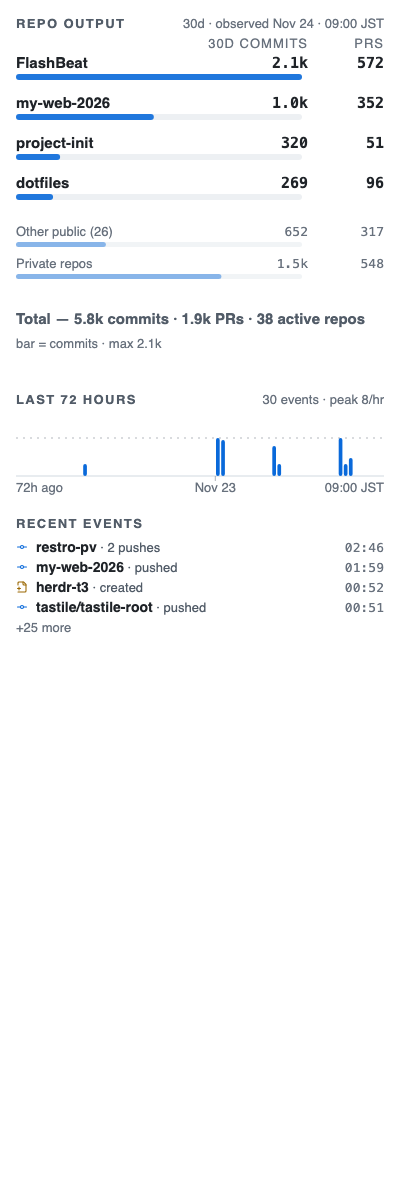 REPO OUTPUT 30d · observed Nov 24 · 09:00 JST
30D COMMITS PRS
FlashBeat 2.1k 572
my-web-2026 1.0k 352
project-init 320 51
dotfiles 269 96
Other public (26) 652 317
Private repos 1.5k 548
Total — 5.8k commits · 1.9k PRs · 38 active repos
bar = commits · max 2.1k
LAST 72 HOURS 30 events · peak 8/hr
72h ago Nov 23 09:00 JST
RECENT EVENTS
restro-pv · 2 pushes 02:46
my-web-2026 · pushed 01:59
herdr-t3 · created 00:52
tastile/tastile-root · pushed 00:51
+25 more